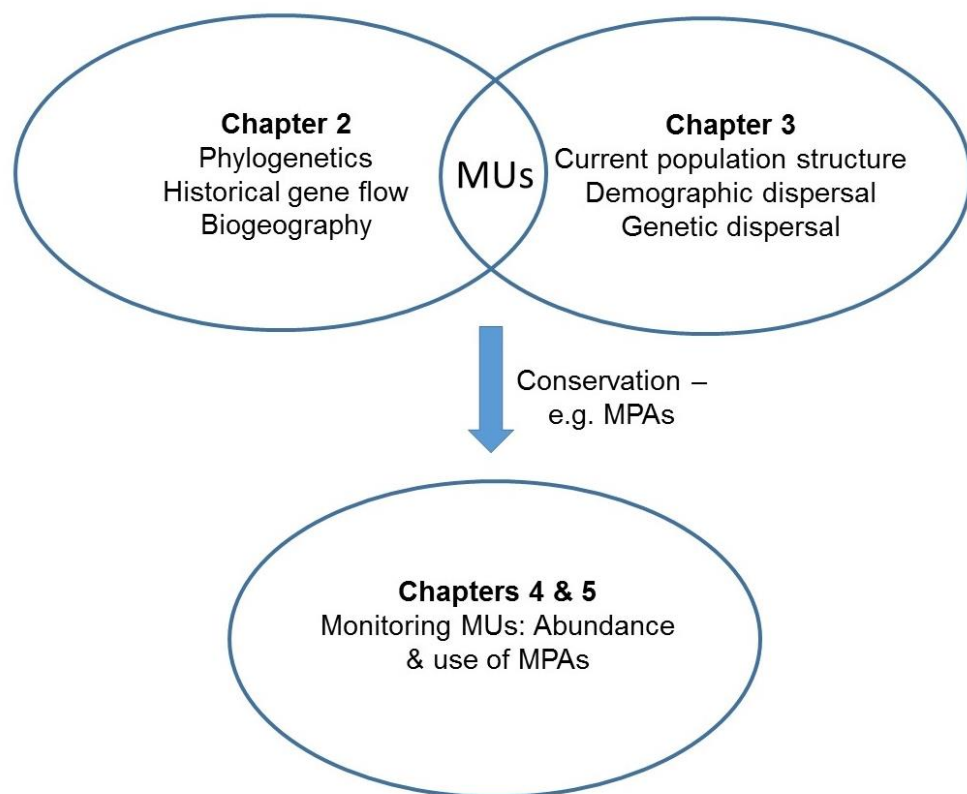 Chapter 2
Phylogenetics
Historical gene flow
Biogeography
MUs
Chapter 3
Current population structure
Demographic dispersal
Genetic dispersal
Conservation –
e.g. MPAs
Chapters 4 & 5
Monitoring MUs: Abundance
& use of MPAs